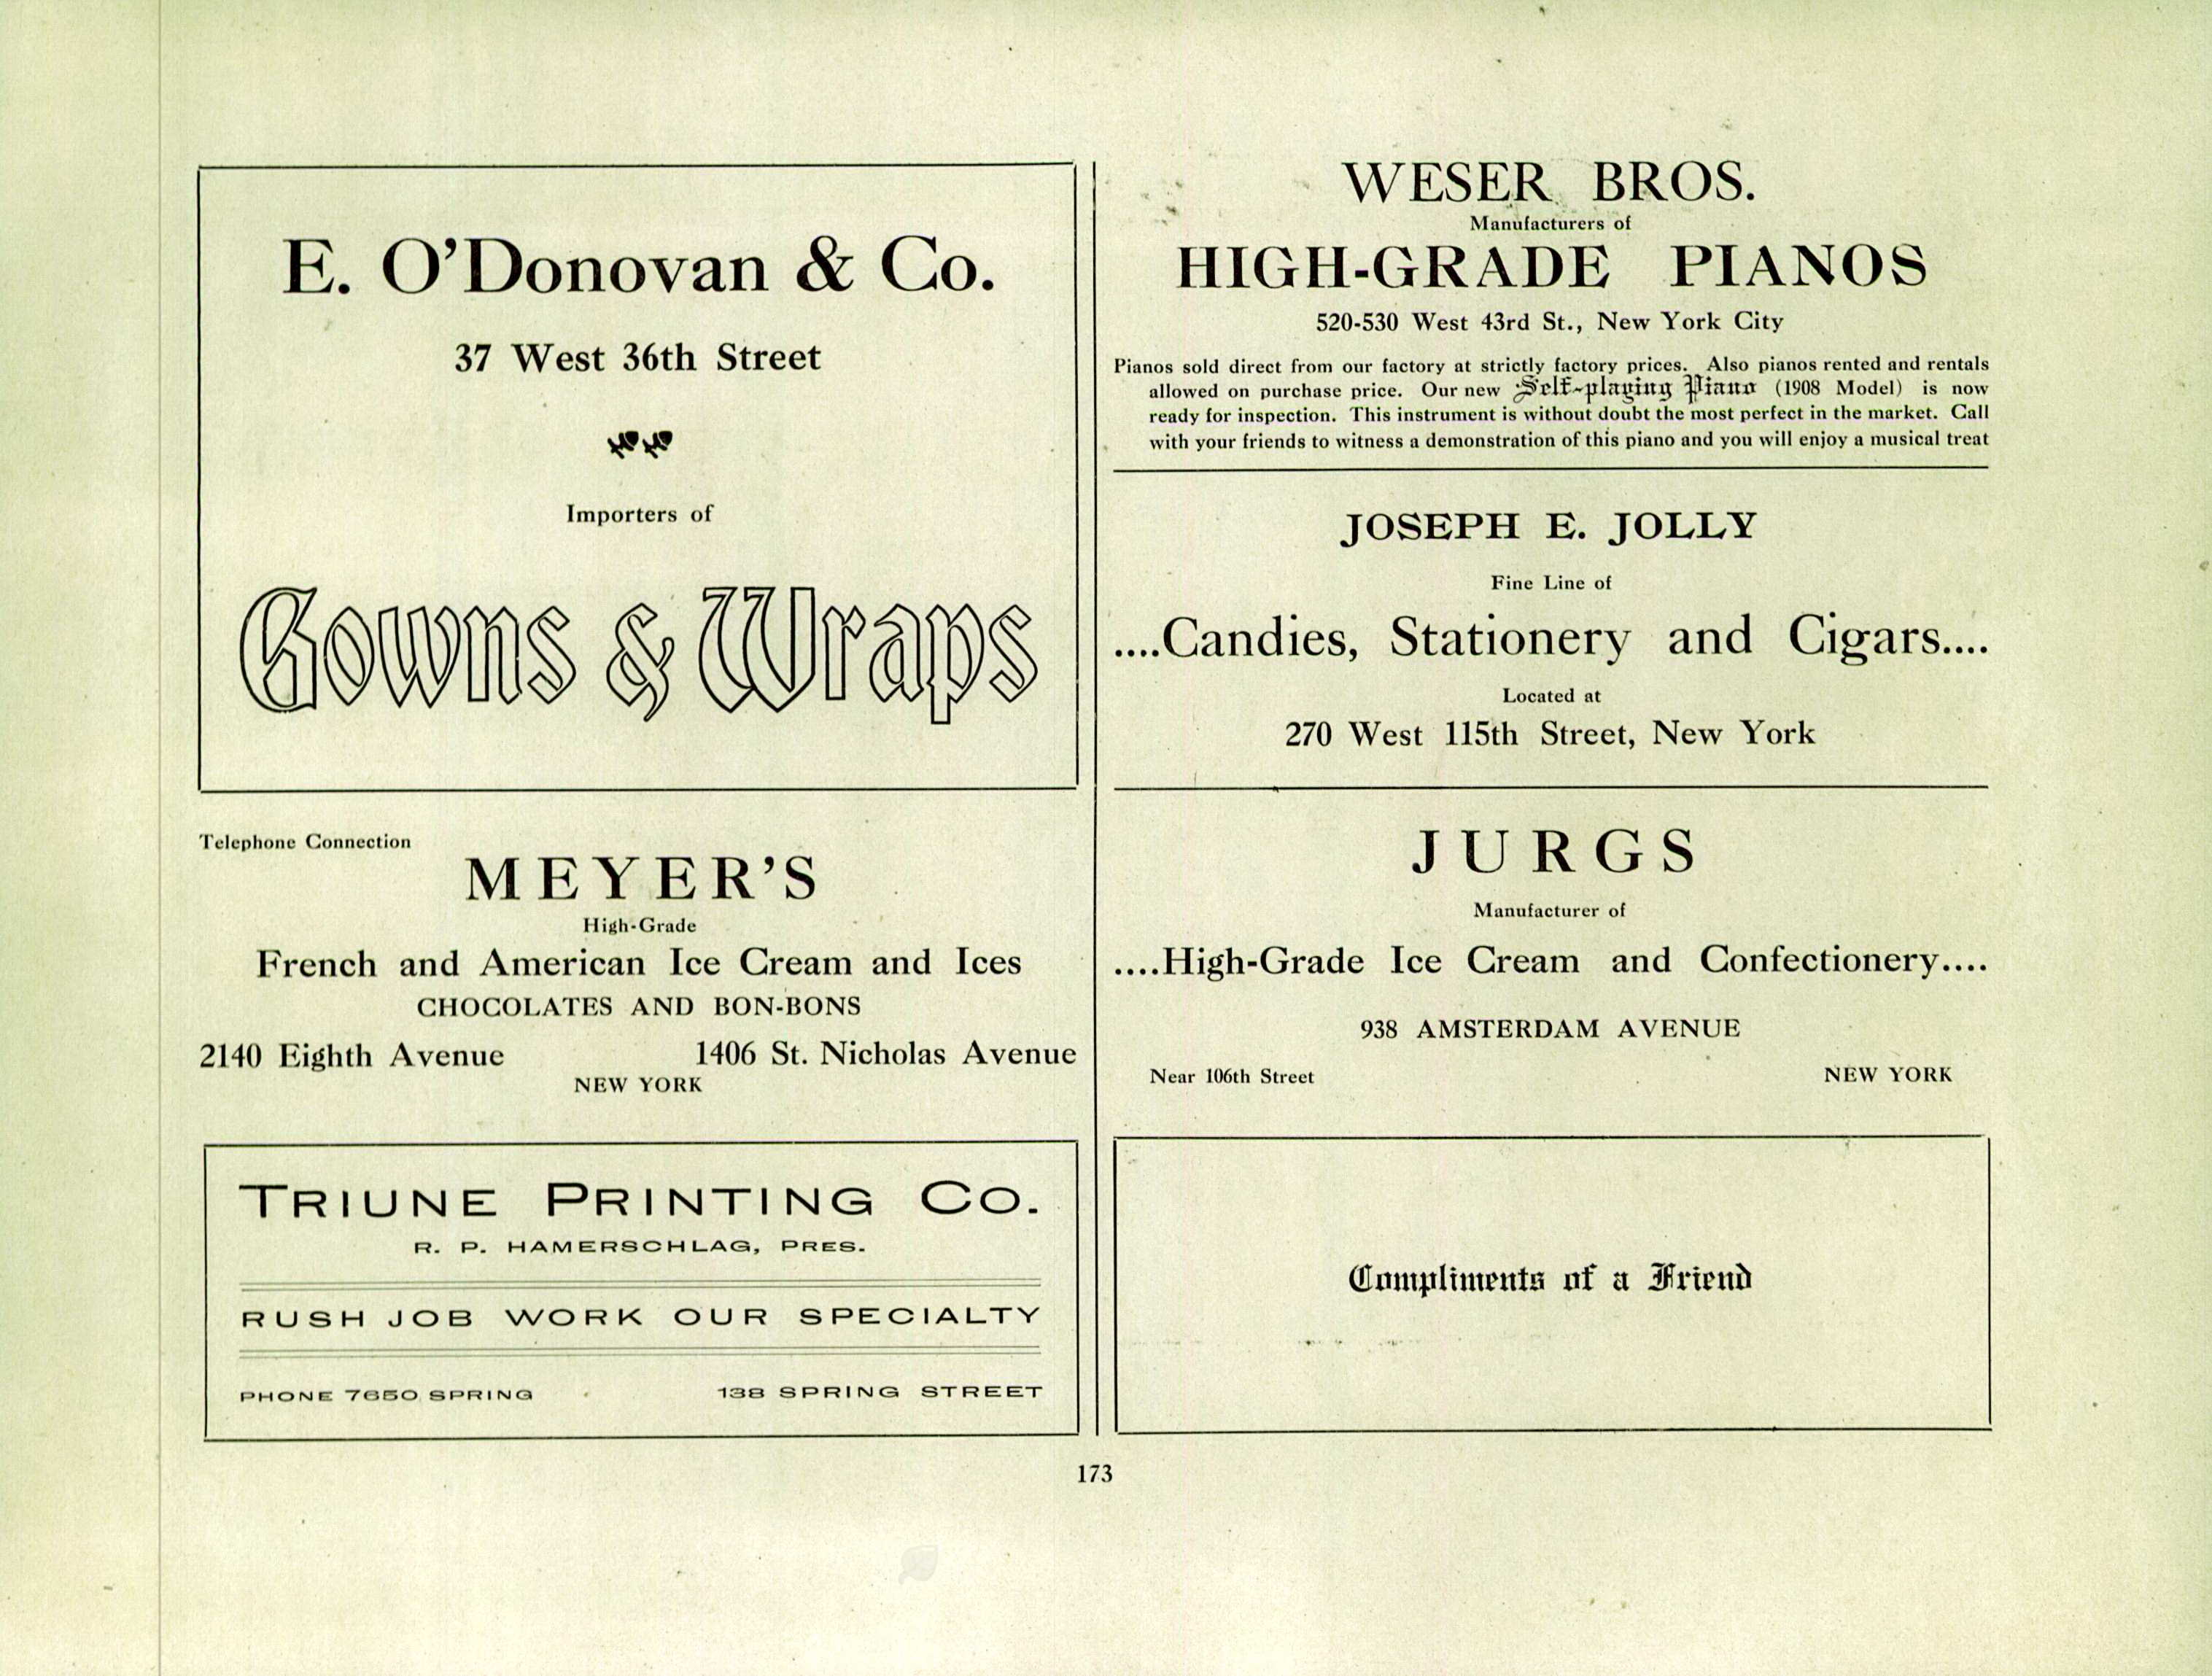 E. O'Donovan & Co.
37 West 36th Street
Importers of
Gowns & Wraps
Telephone Connection
MEYER'S
High-Grade
French and American Ice Cream and Ices
CHOCOLATES AND BON-BONS
2140 Eighth Avenue 1406 St. Nicholas Avenue
NEW YORK
TRIUNE PRINTING CO.
R. P. HAMERSCHLAG, PRES.
RUSH JOB WORK OUR SPECIALTY
PHONE 7650 SPRING 138 SPRING STREET
WESER BROS.
Manufacturers of
HIGH-GRADE PIANOS
520-530 West 43rd St., New York City
Pianos sold direct from our factory at strictly factory prices. Also pianos rented and rentals
allowed on purchase price. Our new Self-playing Piano (1908 Model) is now
ready for inspection. This instrument is without doubt the most perfect in the market. Call
with your friends to witness a demonstration of this piano and you will enjoy a musical treat
JOSEPH E. JOLLY
Fine Line of
....Candies, Stationery and Cigars....
Located at
270 West 115th Street, New York
JURGS
Manufacturer of
....High-Grade Ice Cream and Confectionery....
938 AMSTERDAM AVENUE
Near 106th Street NEW YORK
Compliments of a Friend
173